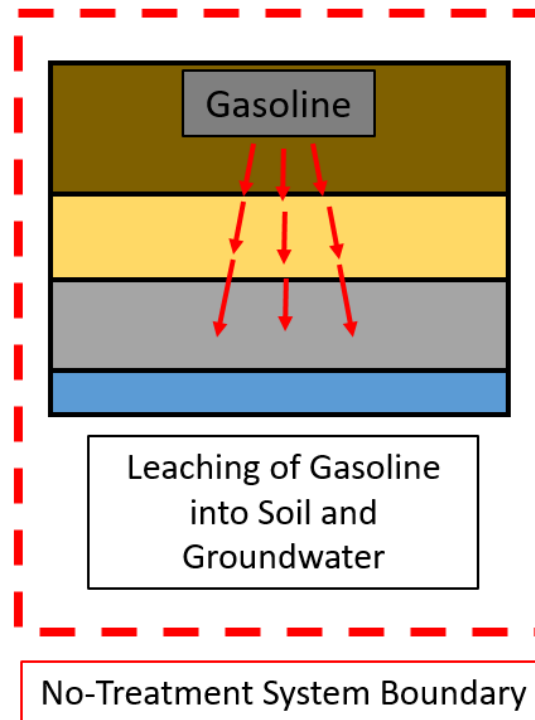 Gasoline
Leaching of Gasoline
into Soil and
Groundwater
No-Treatment System Boundary